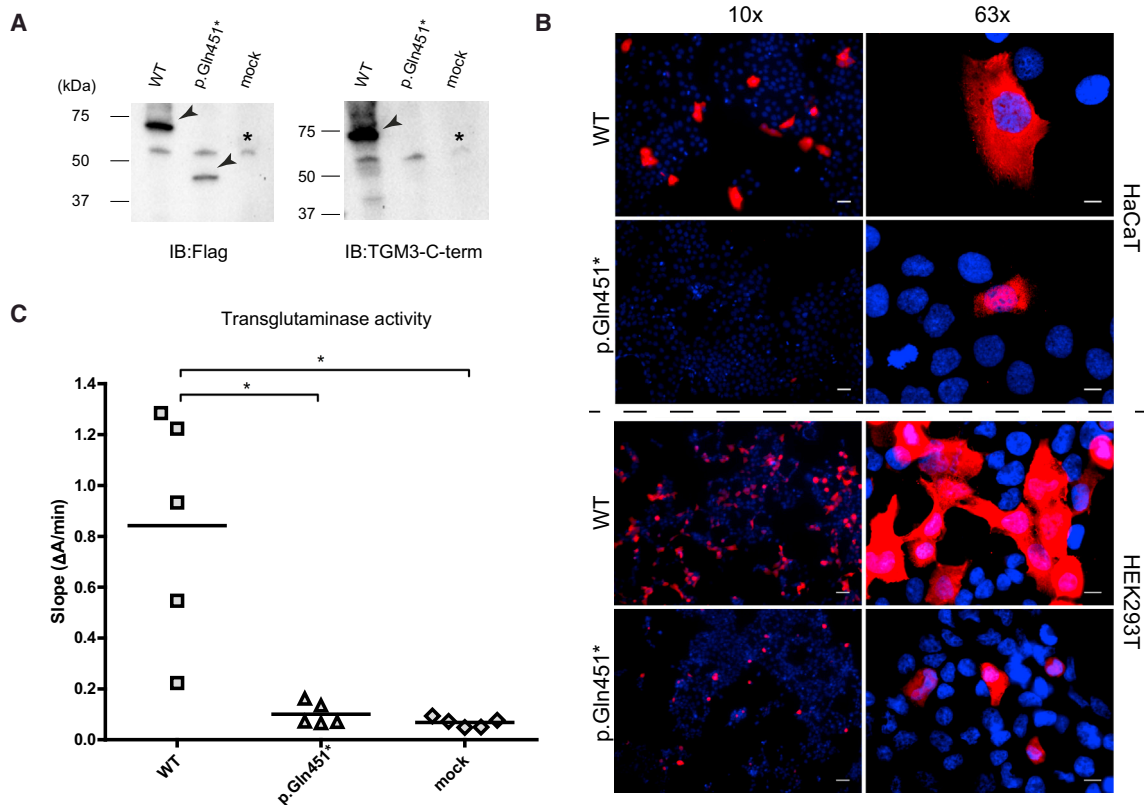 A
WT
p.Gln451*
mock
WT
p.Gln451*
mock
(kDa)
75
50
37
*
75
50
37
*
IB:Flag
IB:TGM3-C-term
B
10x
63x
WT
p.Gln451*
HaCaT
WT
p.Gln451*
HEK293T
C
Transglutaminase activity
*
*
Slope (ΔA/min)
1.4
1.2
1.0
0.8
0.6
0.4
0.2
0.0
WT
p.Gln451*
mock